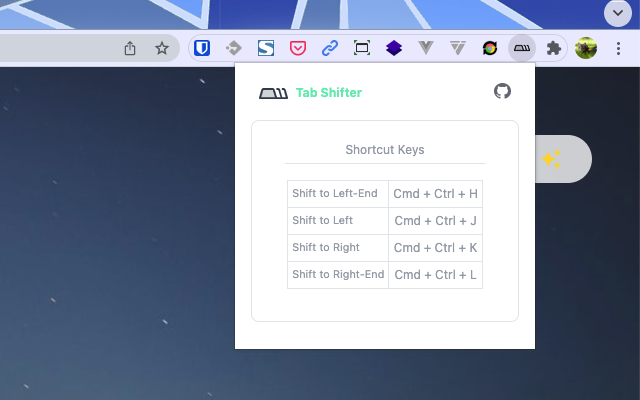 Tab Shifter
Shortcut Keys
Shift to Left-End Cmd + Ctrl + H
Shift to Left Cmd + Ctrl + J
Shift to Right Cmd + Ctrl + K
Shift to Right-End Cmd + Ctrl + L